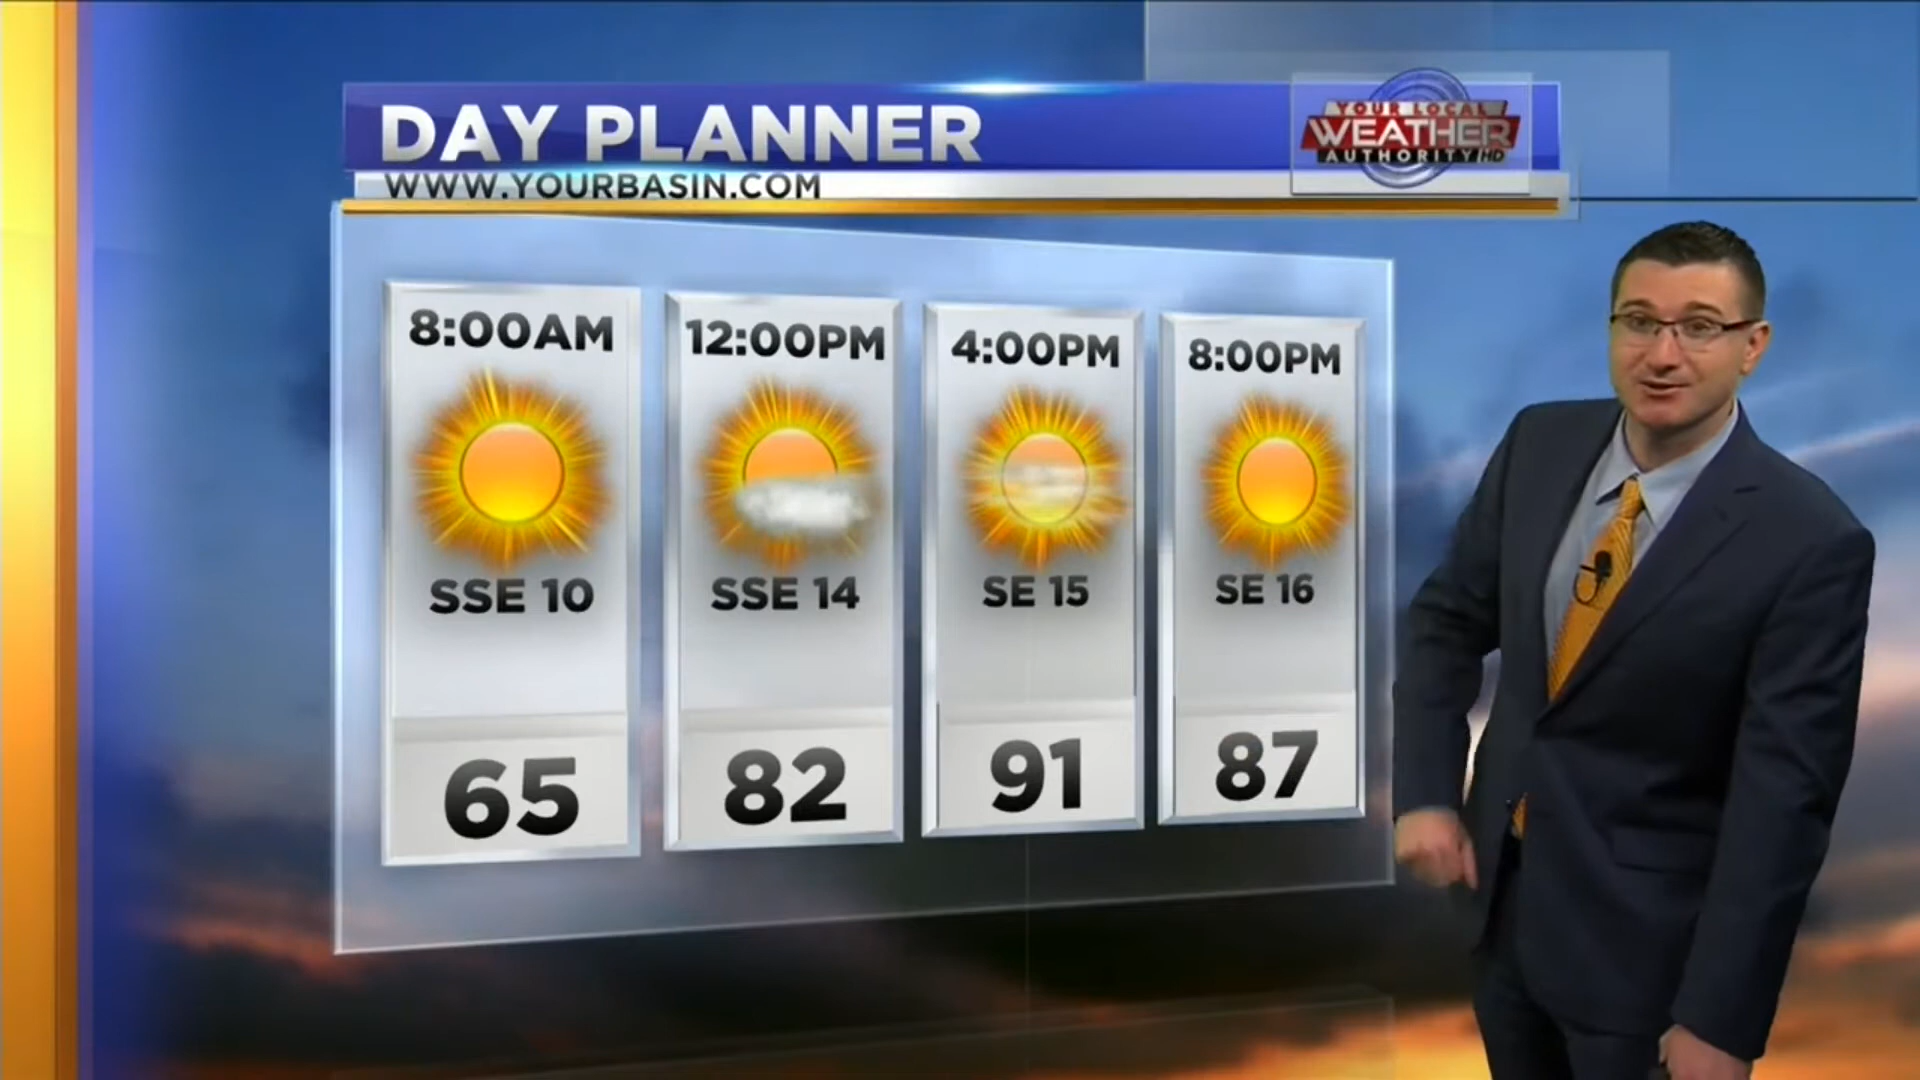 DAY PLANNER
WWW.YOURBASIN.COM
YOUR LOCAL
WEATHER
AUTHORITY HD
8:00AM
SSE 10
65
12:00PM
SSE 14
82
4:00PM
SE 15
91
8:00PM
SE 16
87